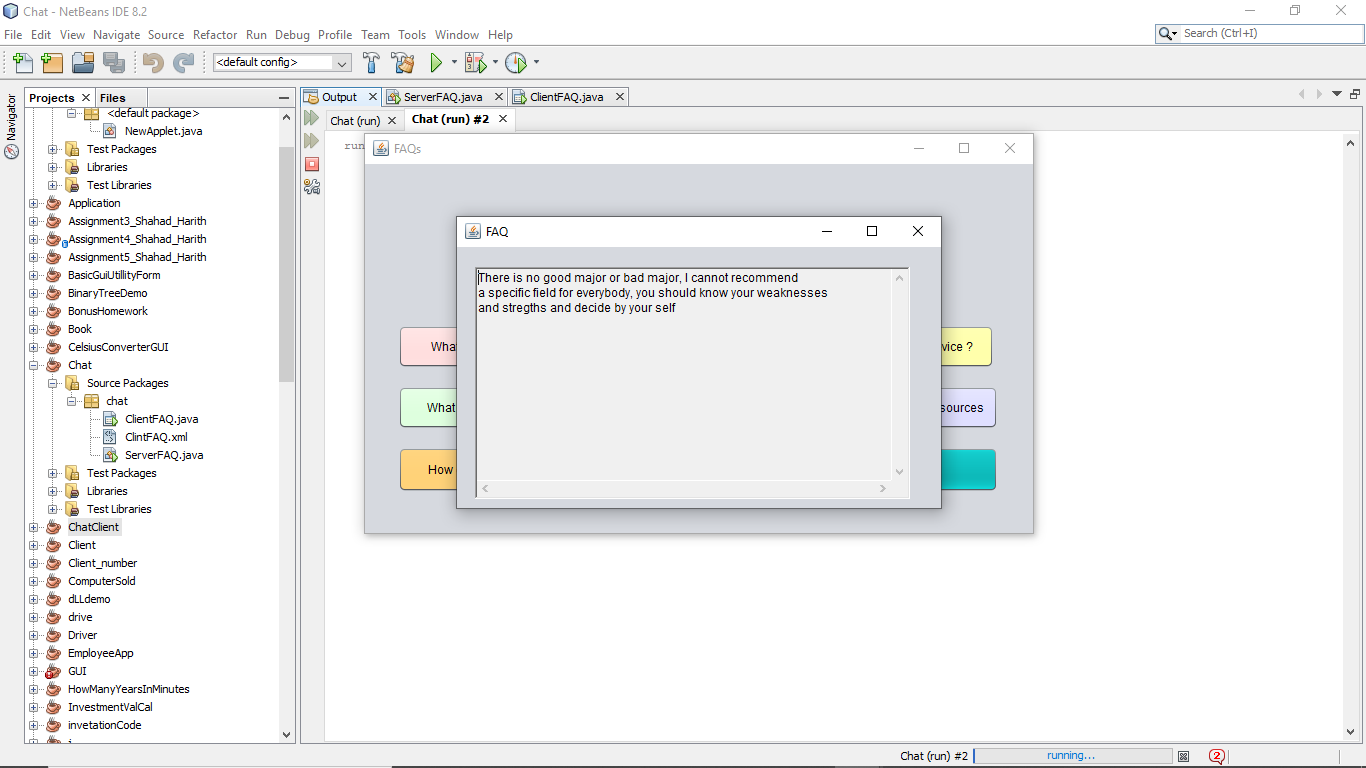 Chat - NetBeans IDE 8.2
File Edit View Navigate Source Refactor Run Debug Profile Team Tools Window Help
Search (Ctrl+I)
<default config>
Navigator
Projects Files
<default package>
NewApplet.java
Test Packages
Libraries
Test Libraries
Application
Assignment3_Shahad_Harith
Assignment4_Shahad_Harith
Assignment5_Shahad_Harith
BasicGuiUtillityForm
BinaryTreeDemo
BonusHomework
Book
CelsiusConverterGUI
Chat
Source Packages
chat
ClientFAQ.java
ClintFAQ.xml
ServerFAQ.java
Test Packages
Libraries
Test Libraries
ChatClient
Client
Client_number
ComputerSold
dLLdemo
drive
Driver
EmployeeApp
GUI
HowManyYearsInMinutes
InvestmentValCal
invetationCode
Output ServerFAQ.java ClientFAQ.java
Chat (run) Chat (run) #2
run
FAQs
FAQ
There is no good major or bad major, I cannot recommend
a specific field for everybody, you should know your weaknesses
and stregths and decide by your self
Wha
vice ?
What
sources
How
Chat (run) #2 running... 2